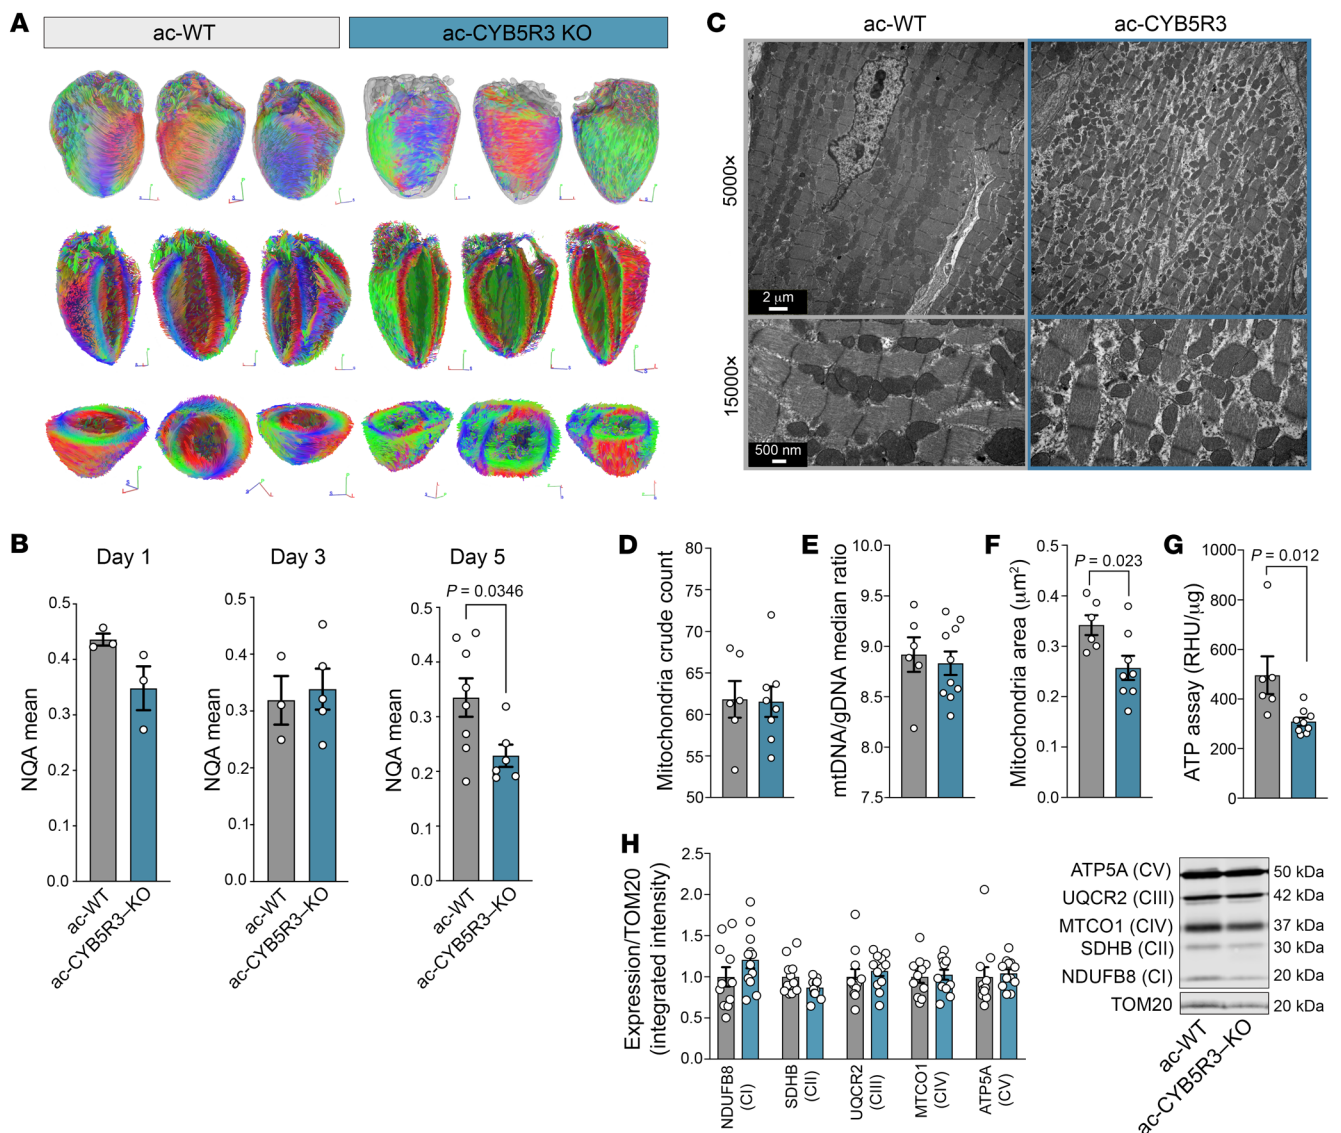 A
ac-WT
ac-CYB5R3 KO
B
Day 1
Day 3
Day 5
P = 0.0346
NQA mean
0.5
0.4
0.3
0.2
0.1
0.0
ac-WT
ac-CYB5R3–KO
NQA mean
0.5
0.4
0.3
0.2
0.1
0.0
ac-WT
ac-CYB5R3–KO
NQA mean
0.5
0.4
0.3
0.2
0.1
0.0
ac-WT
ac-CYB5R3–KO
C
ac-WT
ac-CYB5R3
5000×
2 μm
15000×
500 nm
D
Mitochondria crude count
80
75
70
65
60
55
50
E
mtDNA/gDNA median ratio
10.0
9.5
9.0
8.5
8.0
7.5
F
Mitochondria area (μm²)
0.5
0.4
0.3
0.2
0.1
0.0
P = 0.023
G
ATP assay (RHU/μg)
1000
800
600
400
200
0
P = 0.012
H
Expression/TOM20
(integrated intensity)
2.5
2.0
1.5
1.0
0.5
0.0
NDUFB8
(CI)
SDHB
(CII)
UQCR2
(CIII)
MTCO1
(CIV)
ATP5A
(CV)
ATP5A (CV) 50 kDa
UQCR2 (CIII) 42 kDa
MTCO1 (CIV) 37 kDa
SDHB (CII) 30 kDa
NDUFB8 (CI) 20 kDa
TOM20 20 kDa
ac-WT
ac-CYB5R3–KO